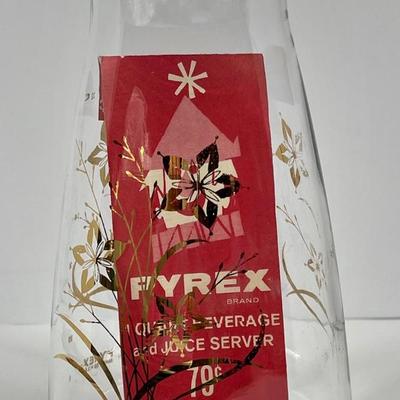 PYREX
BRAND
1 QUART BEVERAGE
and JUICE SERVER
79¢